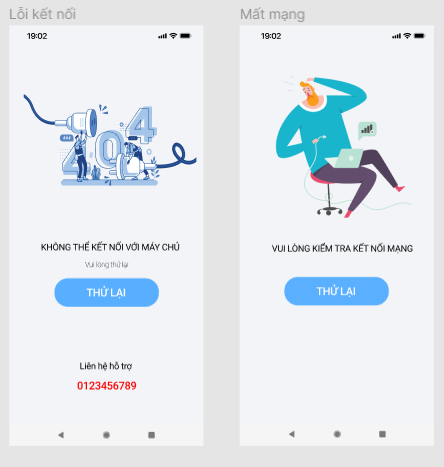 Lỗi kết nối
19:02
404
KHÔNG THỂ KẾT NỐI VỚI MÁY CHỦ
Vui lòng thử lại
THỬ LẠI
Liên hệ hỗ trợ
0123456789
Mất mạng
19:02
VUI LÒNG KIỂM TRA KẾT NỐI MẠNG
THỬ LẠI